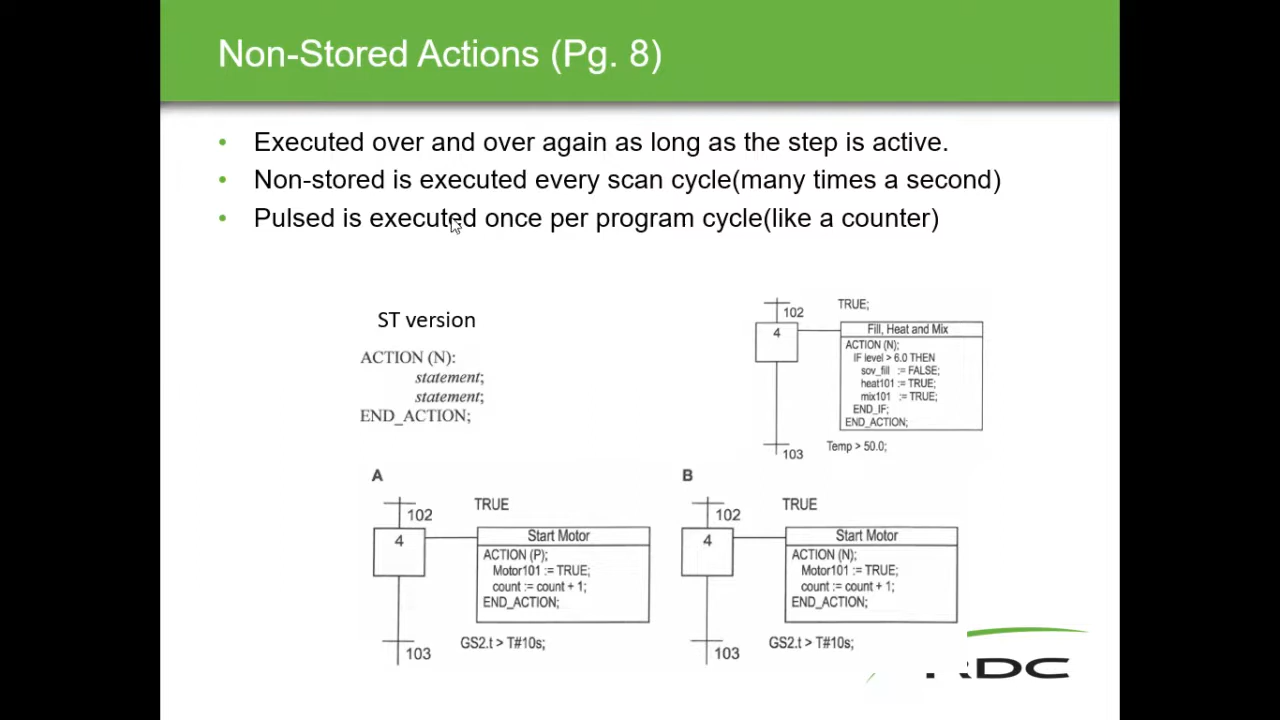 Non-Stored Actions (Pg. 8)
• Executed over and over again as long as the step is active.
• Non-stored is executed every scan cycle(many times a second)
• Pulsed is executed once per program cycle(like a counter)
ST version
ACTION (N):
statement;
statement;
END_ACTION;
102
TRUE;
4
Fill, Heat and Mix
ACTION (N);
IF level > 6.0 THEN
sov_fill := FALSE;
heat101 := TRUE;
mix101 := TRUE;
END_IF;
END_ACTION;
103
Temp > 50.0;
A
102
TRUE
4
Start Motor
ACTION (P);
Motor101 := TRUE;
count := count + 1;
END_ACTION;
103
GS2.t > T#10s;
B
102
TRUE
4
Start Motor
ACTION (N);
Motor101 := TRUE;
count := count + 1;
END_ACTION;
103
GS2.t > T#10s;
RDC